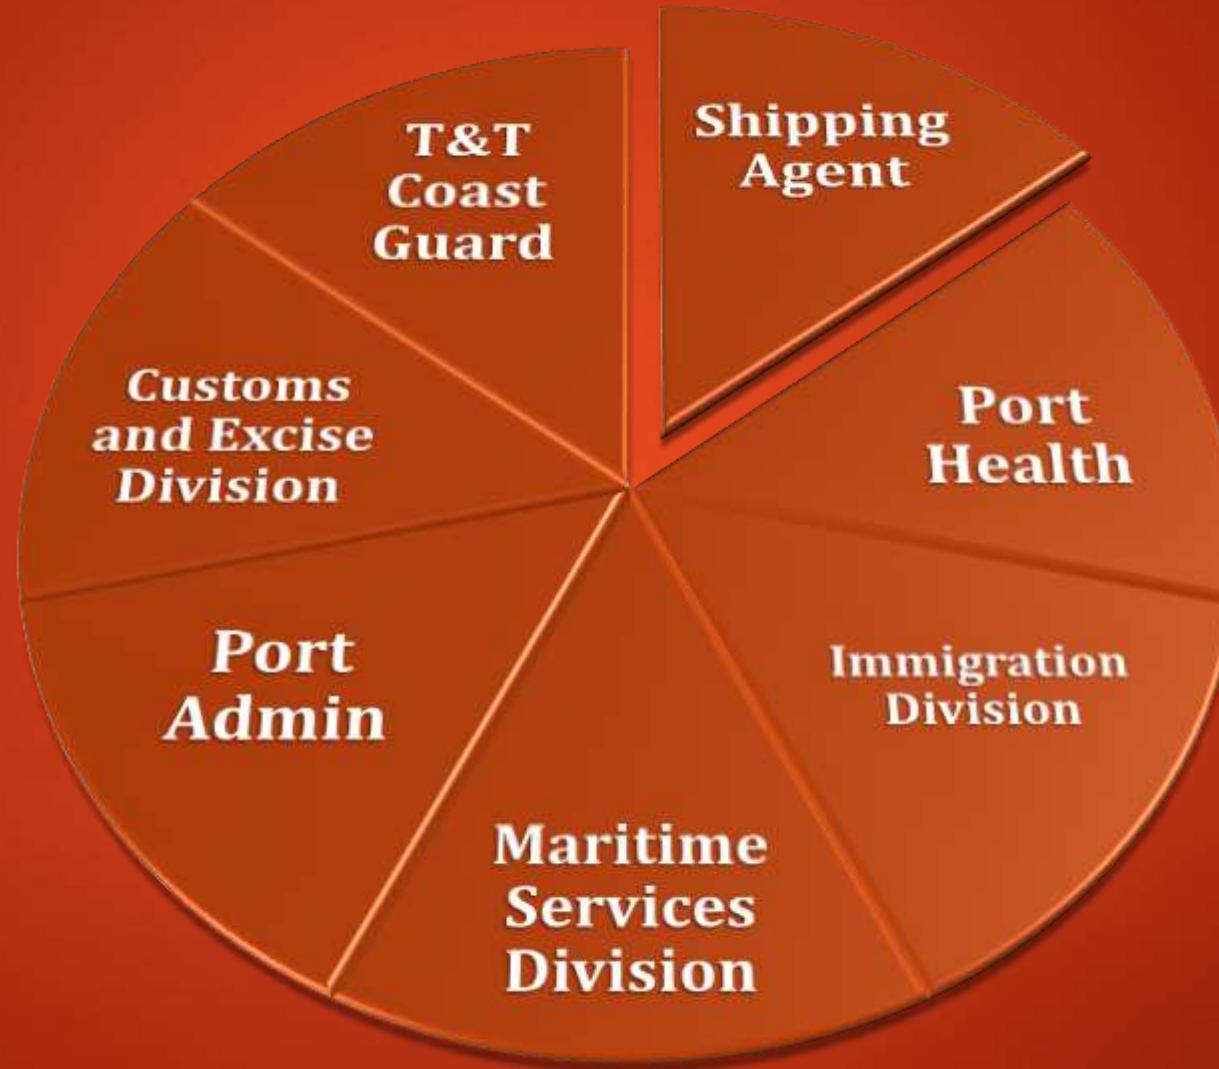 T&T
Coast
Guard
Shipping
Agent
Customs
and Excise
Division
Port
Health
Port
Admin
Immigration
Division
Maritime
Services
Division